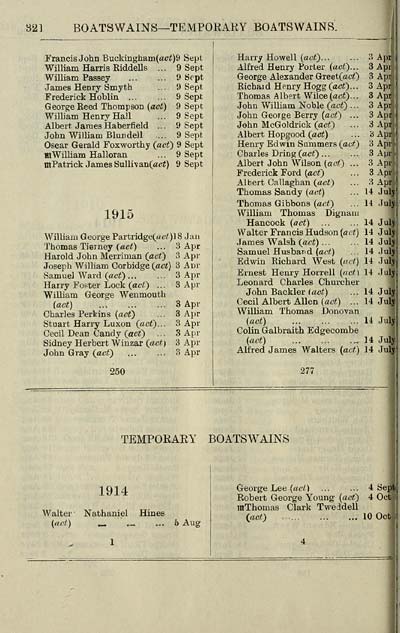 321 BOATSWAINS—TEMPORARY BOATSWAINS.
Francis John Buckingham (act) 9 Sept
William Harris Riddells ... 9 Sept
William Passey ... ... 9 Sept
James Henry Smyth ... 9 Sept
Frederick Hoblin ... ... 9 Sept
George Reed Thompson (act) 9 Sept
William Henry Hall ... 9 Sept
Albert James Haberfield ... 9 Sept
John William Blundell ... 9 Sept
Oscar Gerald Foxworthy (act) 9 Sept
William Halloran ... 9 Sept
Patrick James Sullivan (act) 9 Sept
1915
William George Partridge (act) 18 Jan
Thomas Tierney (act) ... 3 Apr
Harold John Merriman (act) 3 Apr
Joseph William Corbidge (act) 3 Apr
Samuel Ward (act) ... ... 3 Apr
Harry Foster Lock (act) ... 3 Apr
William George Wenmouth
(act) ... ... ... 3 Apr
Charles Perkins (act) ... 3 Apr
Stuart Harry Luxon (act) ... 3 Apr
Cecil Dean Candy (act) ... 3 Apr
Sidney Herbert Winzar (act) 3 Apr
John Gray (act) ... ... 3 Apr
250
Harry Howell (act) ... ... 3 Apr
Alfred Henry Porter (act) ... 3 Apr
George Alexander Greet (act) 3 Apr
Richard Henry Hogg (act) ... 3 Apr
Thomas Albert Wilce (act) ... 3 Apr
John William Noble (act) ... 3 Apr
John George Berry (act) ... 3 Apr
John McGoldrick (act) ... 3 Apr
Albert Hopgood (act) ... 3 Apr
Henry Edwin Summers (act) 3 Apr
Charles Dring (act) ... ... 3 Apr
Albert John Wilson (act) ... 3 Apr
Frederick Ford (act) ... 3 Apr
Albert Callaghan (act) ... 3 Apr
Thomas Sandy (act) ... 14 July
Thomas Gibbons (act) ... 14 July
William Thomas Dignam
Hancock (act) ... ... 14 July
Walter Francis Hudson (act) 14 July
James Walsh (act) ... ... 14 July
Samuel Husband (act) ... 14 July
Edwin Richard West (act) 14 July
Ernest Henry Horrell (act) 14 July
Leonard Charles Churcher
John Backler (act) ... 14 July
Cecil Albert Allen (act) ... 14 July
William Thomas Donovan
(act) ... ... ... 14 July
Colin Galbraith Edgecombe
(act) ... ... ... 14 July
Alfred James Walters (act) 14 July
277
TEMPORARY BOATSWAINS
1914
Walter Nathaniel Hines
(act) ... ... ... 5 Aug
1
George Lee (act) ... ... 4 Sept
Robert George Young (act) 4 Oct
Thomas Clark Tweddell
(act) ... ... ... 10 Oct
4